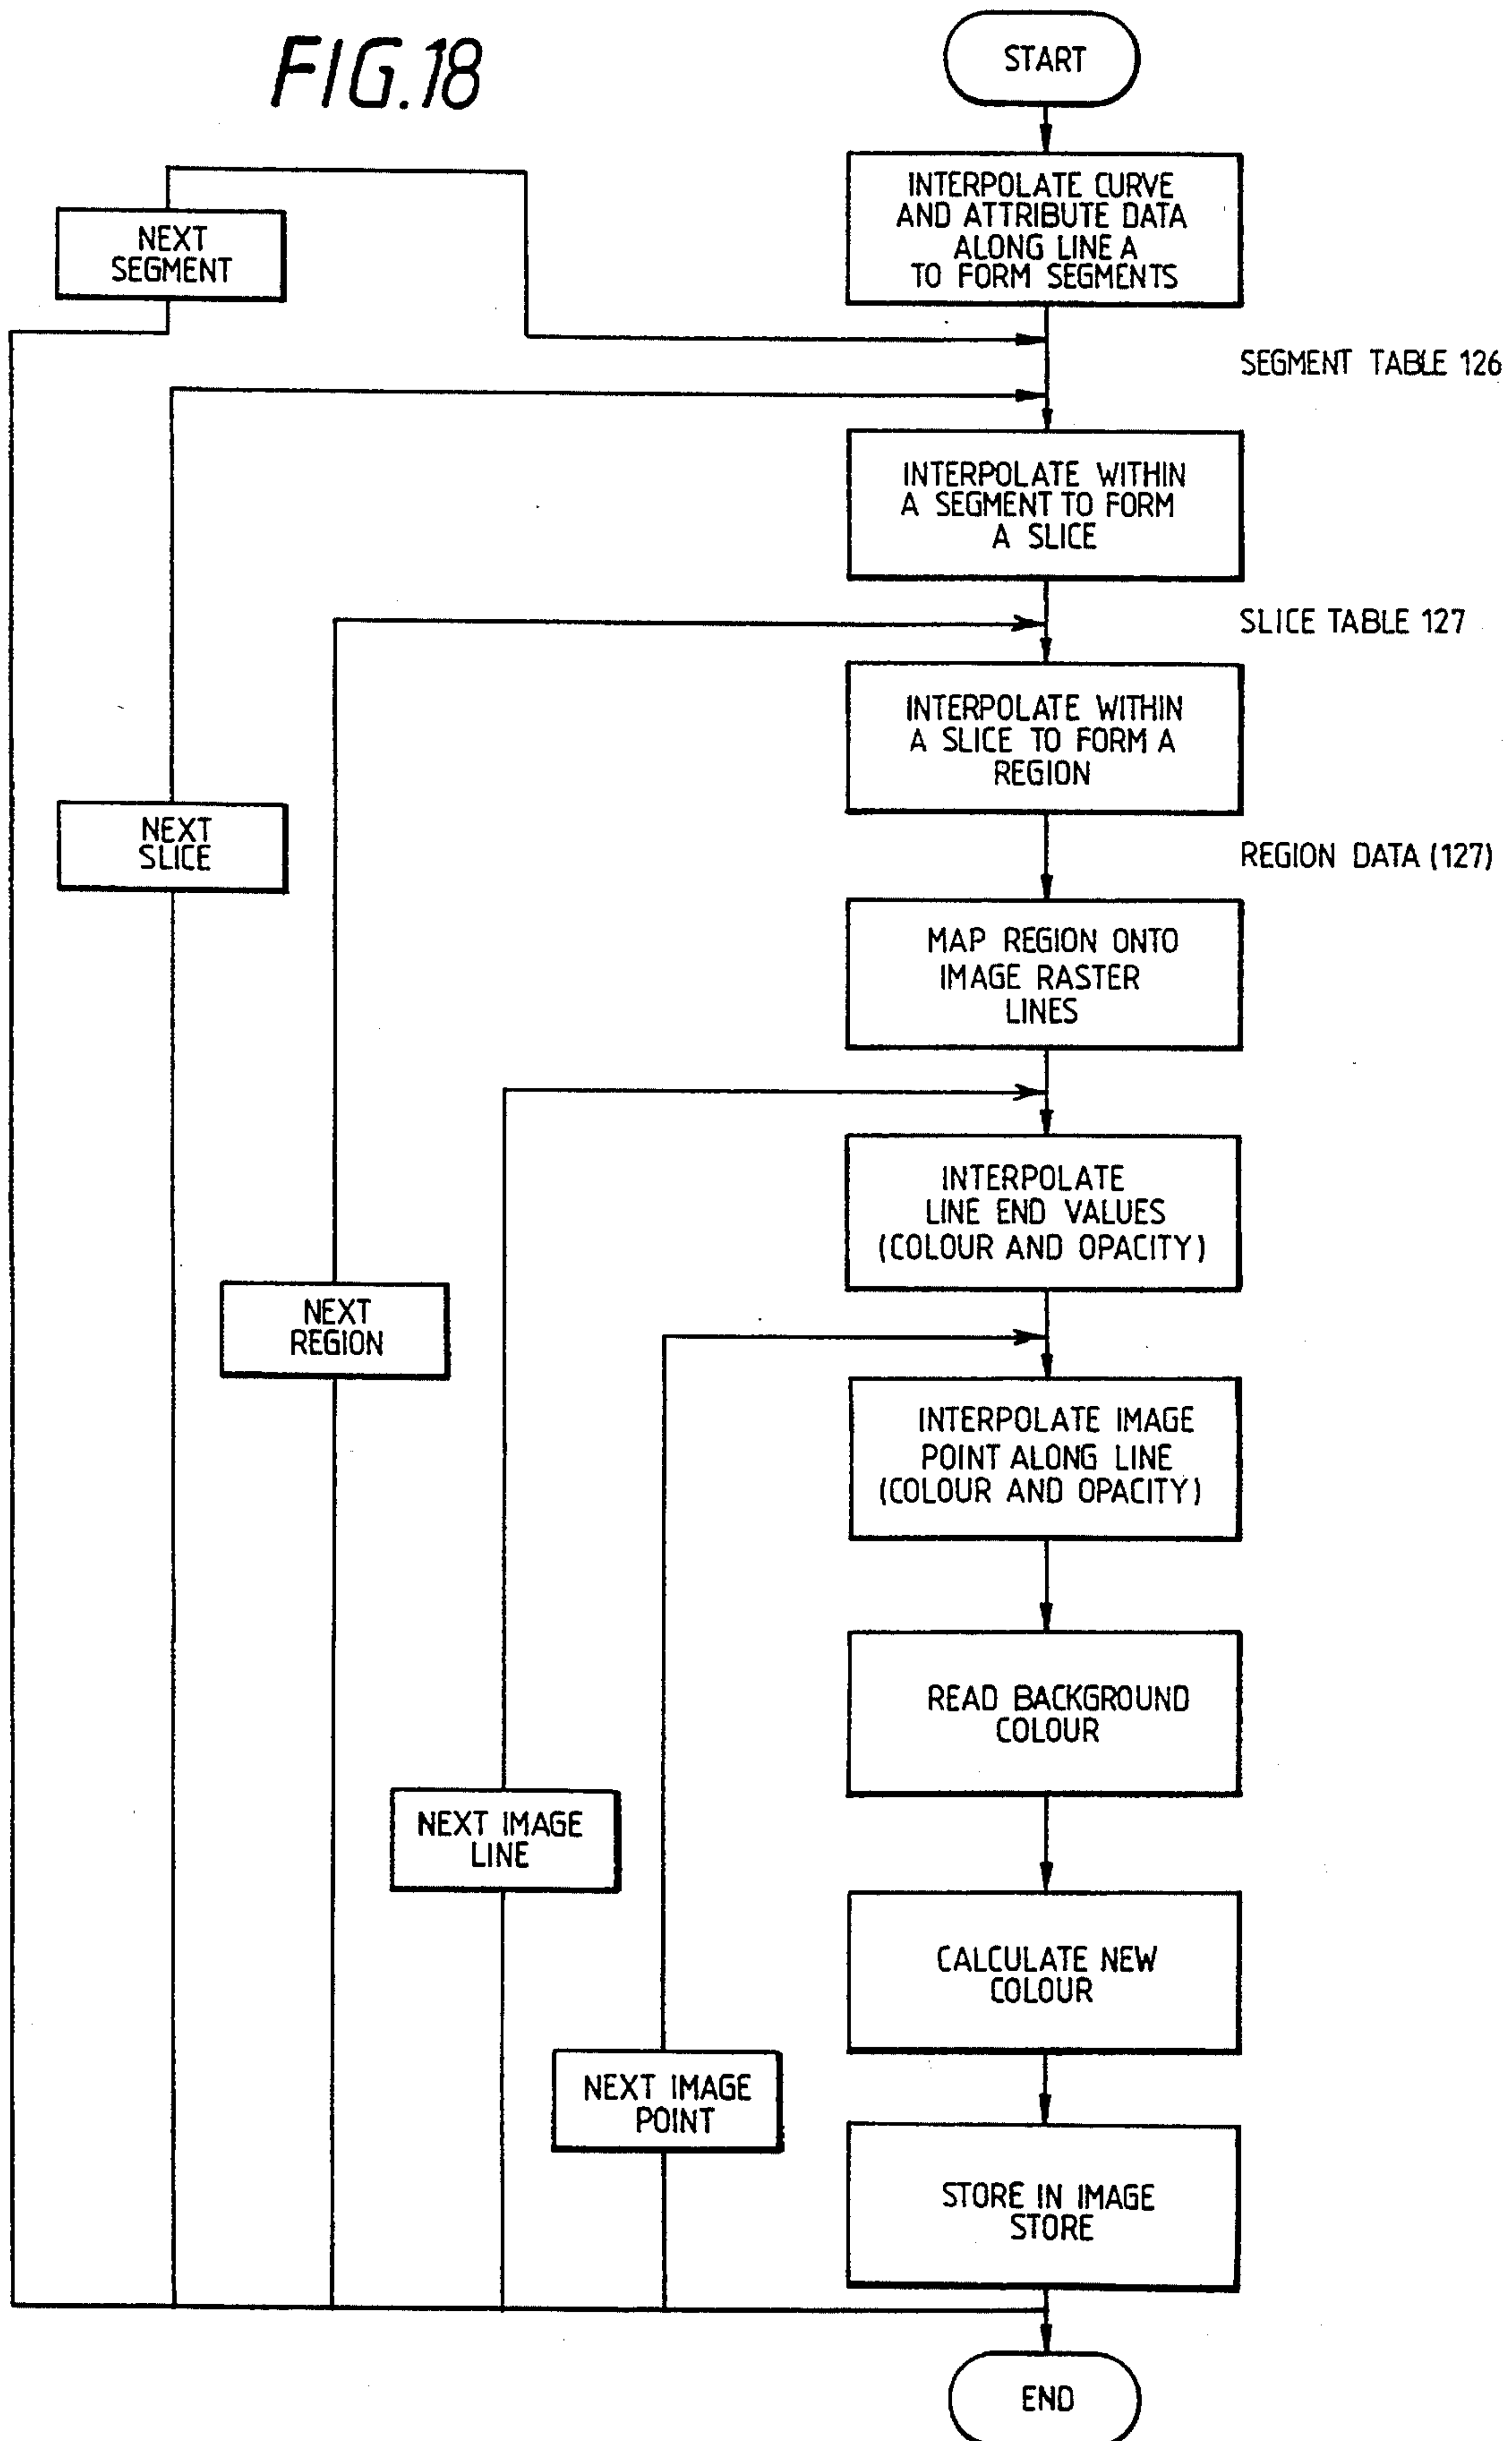 FIG.18
START
INTERPOLATE CURVE
AND ATTRIBUTE DATA
ALONG LINE A
TO FORM SEGMENTS
NEXT
SEGMENT
SEGMENT TABLE 126
INTERPOLATE WITHIN
A SEGMENT TO FORM
A SLICE
SLICE TABLE 127
INTERPOLATE WITHIN
A SLICE TO FORM A
REGION
NEXT
SLICE
REGION DATA (127)
MAP REGION ONTO
IMAGE RASTER
LINES
INTERPOLATE
LINE END VALUES
(COLOUR AND OPACITY)
NEXT
REGION
INTERPOLATE IMAGE
POINT ALONG LINE
(COLOUR AND OPACITY)
READ BACKGROUND
COLOUR
NEXT IMAGE
LINE
CALCULATE NEW
COLOUR
NEXT IMAGE
POINT
STORE IN IMAGE
STORE
END